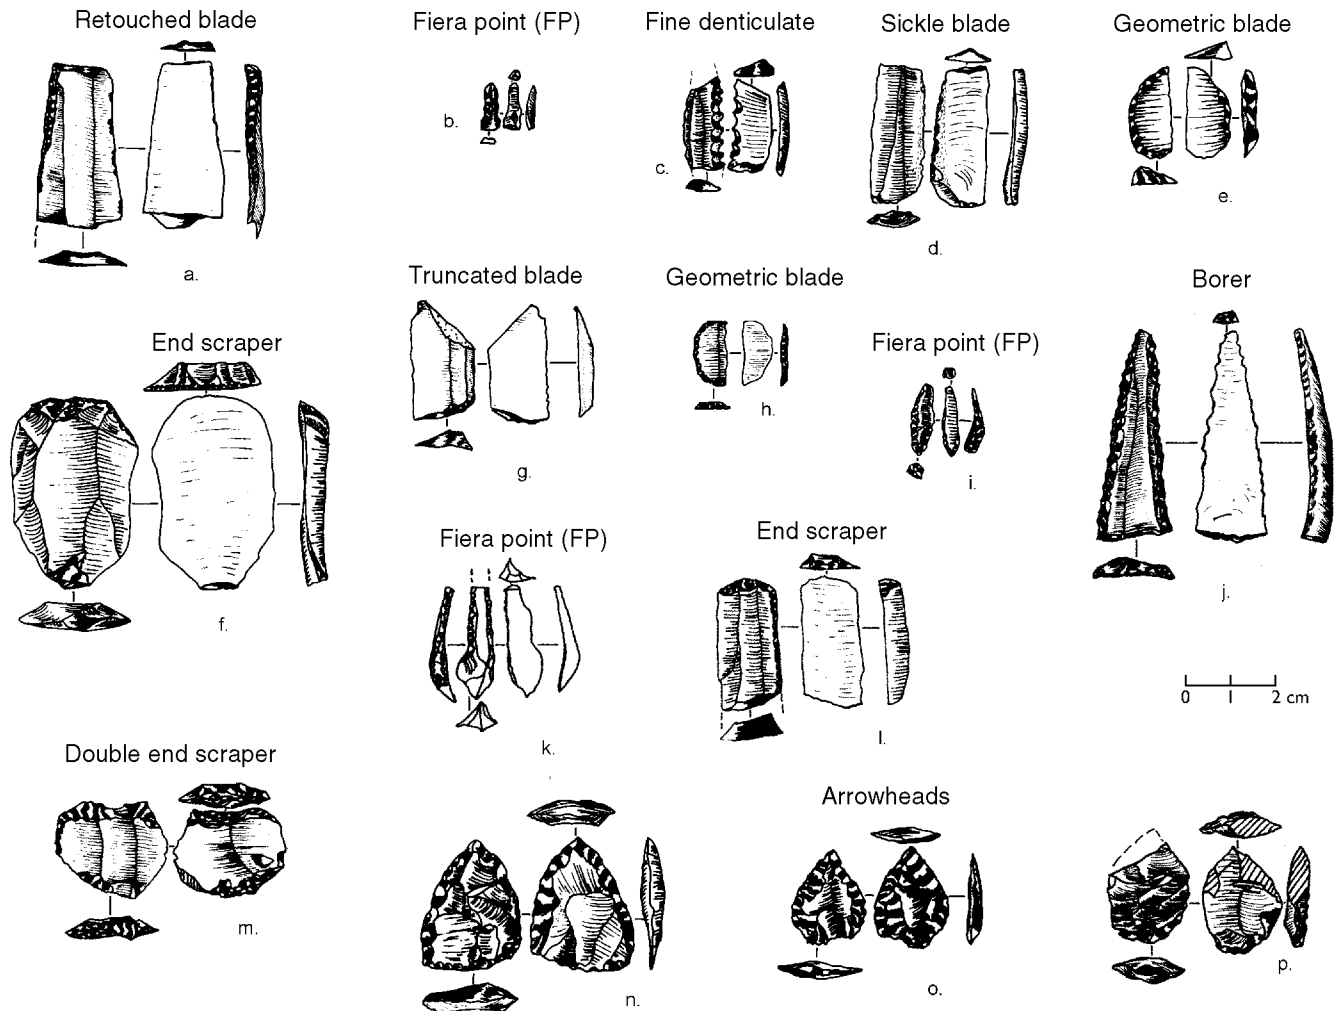 Retouched blade
Fiera point (FP)
Fine denticulate
Sickle blade
Geometric blade
a.
b.
c.
d.
e.
Truncated blade
Geometric blade
Borer
End scraper
Fiera point (FP)
f.
g.
h.
i.
j.
Fiera point (FP)
End scraper
k.
l.
0 1 2 cm
Double end scraper
Arrowheads
m.
n.
o.
p.